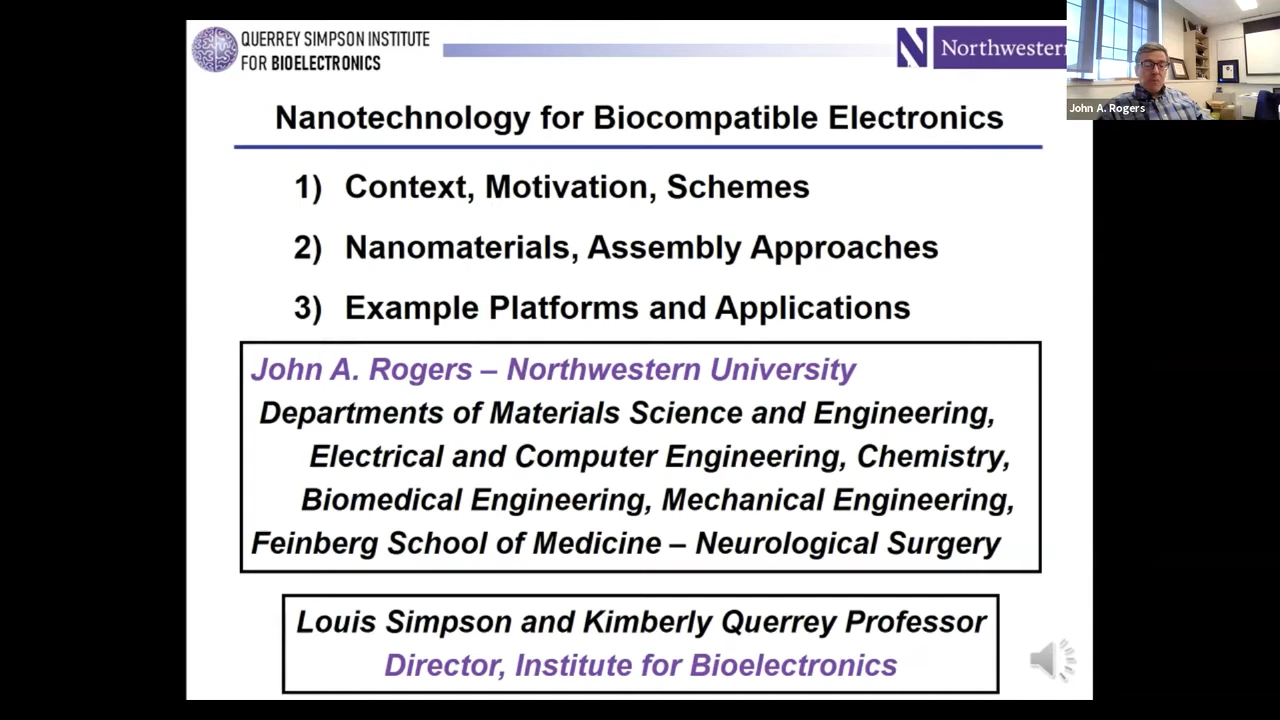 QUERREY SIMPSON INSTITUTE
FOR BIOELECTRONICS
Northwestern
John A. Rogers
Nanotechnology for Biocompatible Electronics
1) Context, Motivation, Schemes
2) Nanomaterials, Assembly Approaches
3) Example Platforms and Applications
John A. Rogers – Northwestern University
Departments of Materials Science and Engineering,
Electrical and Computer Engineering, Chemistry,
Biomedical Engineering, Mechanical Engineering,
Feinberg School of Medicine – Neurological Surgery
Louis Simpson and Kimberly Querrey Professor
Director, Institute for Bioelectronics